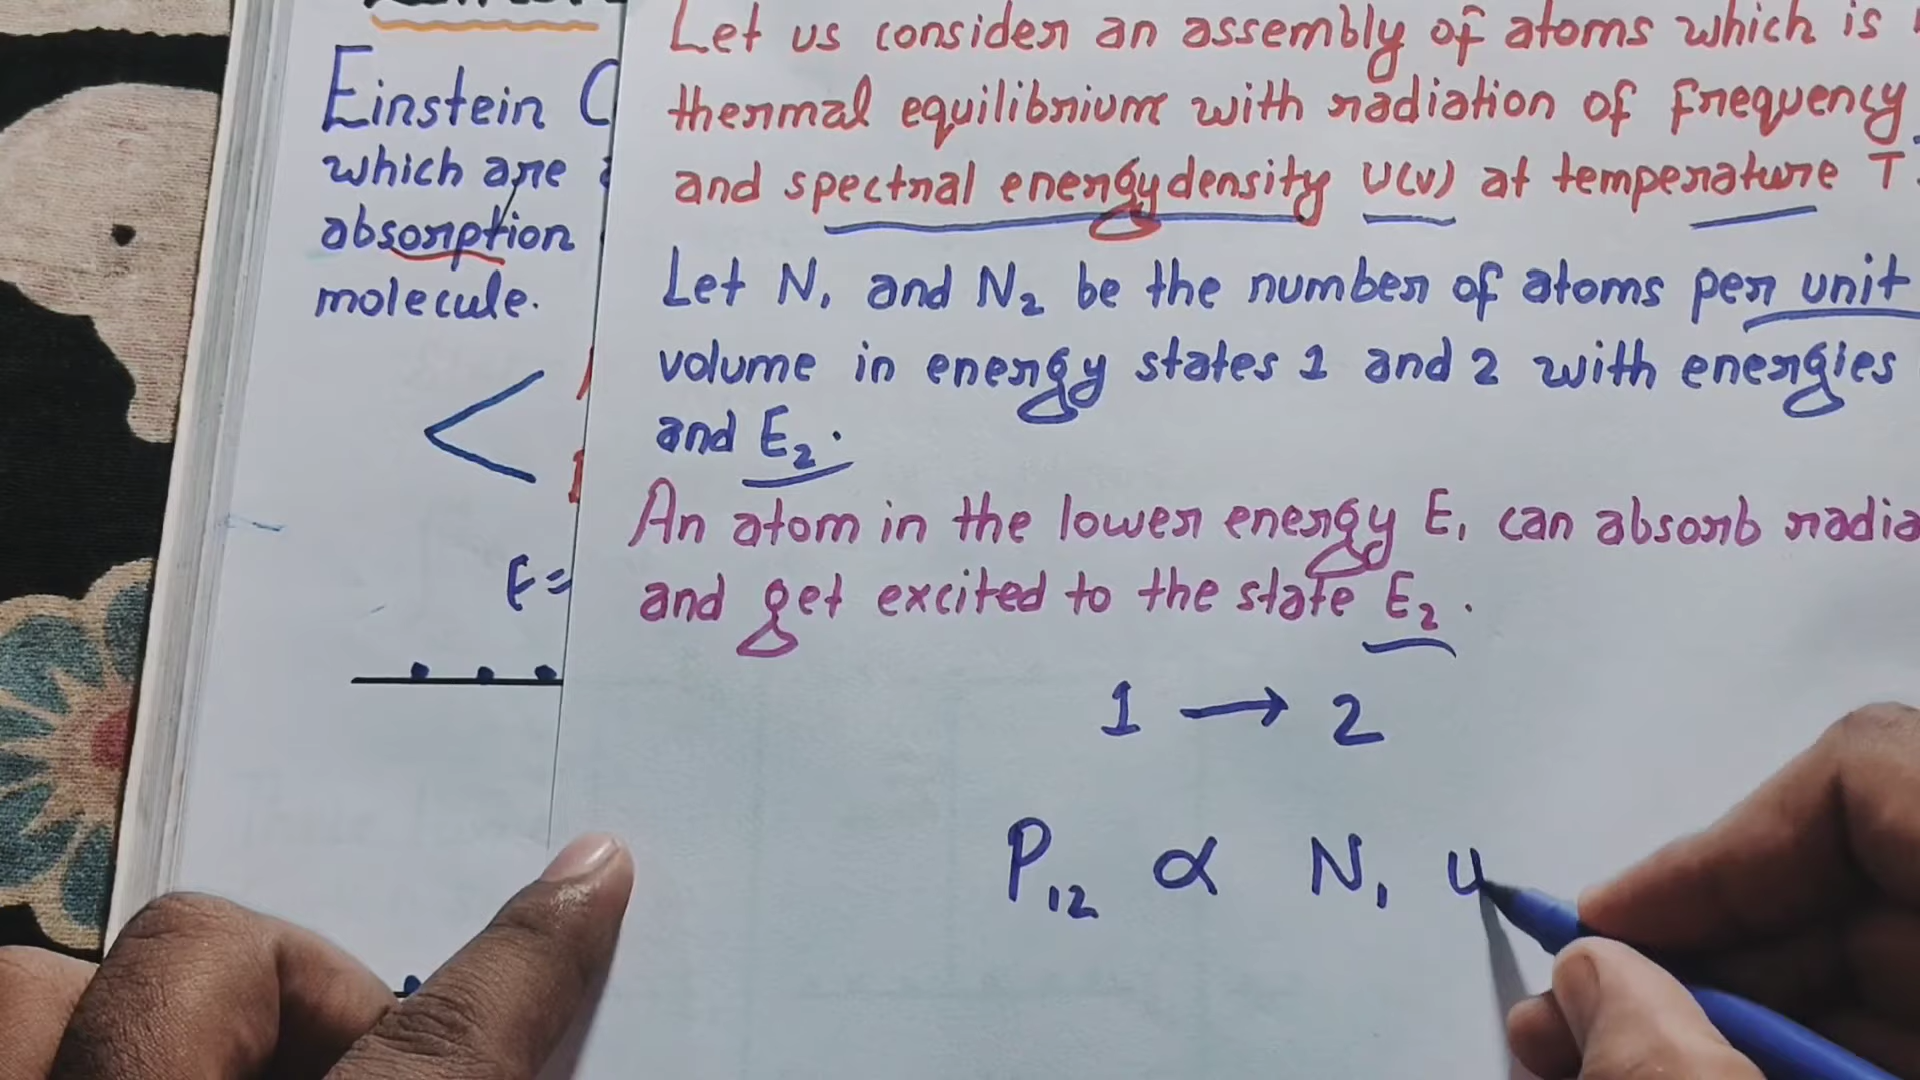 Einstein
which are
absorption
molecule.
E=
Let us consider an assembly of atoms which is
thermal equilibrium with radiation of frequency
and spectral energy density U(ν) at temperature T.
Let N₁ and N₂ be the number of atoms per unit
volume in energy states 1 and 2 with energies
and E₂.
An atom in the lower energy E₁ can absorb
and get excited to the state E₂.
1 → 2
P₁₂ ∝ N₁ u